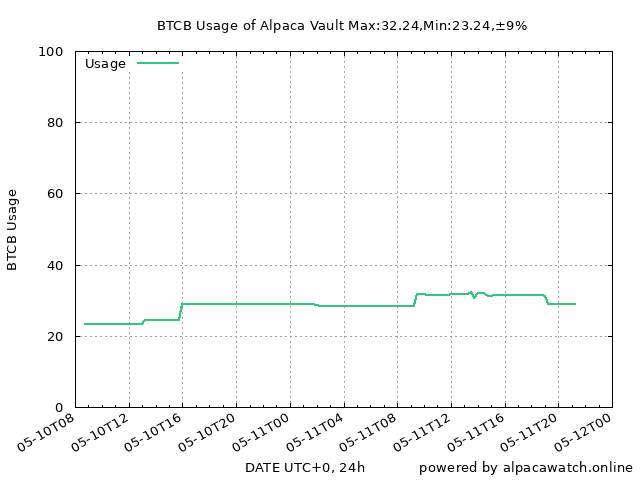 BTCB Usage of Alpaca Vault Max:32.24,Min:23.24,±9%
Usage
100
80
60
40
20
0
BTCB Usage
05-10T08
05-10T12
05-10T16
05-10T20
05-11T00
05-11T04
05-11T08
05-11T12
05-11T16
05-11T20
05-12T00
DATE UTC+0, 24h
powered by alpacawatch.online